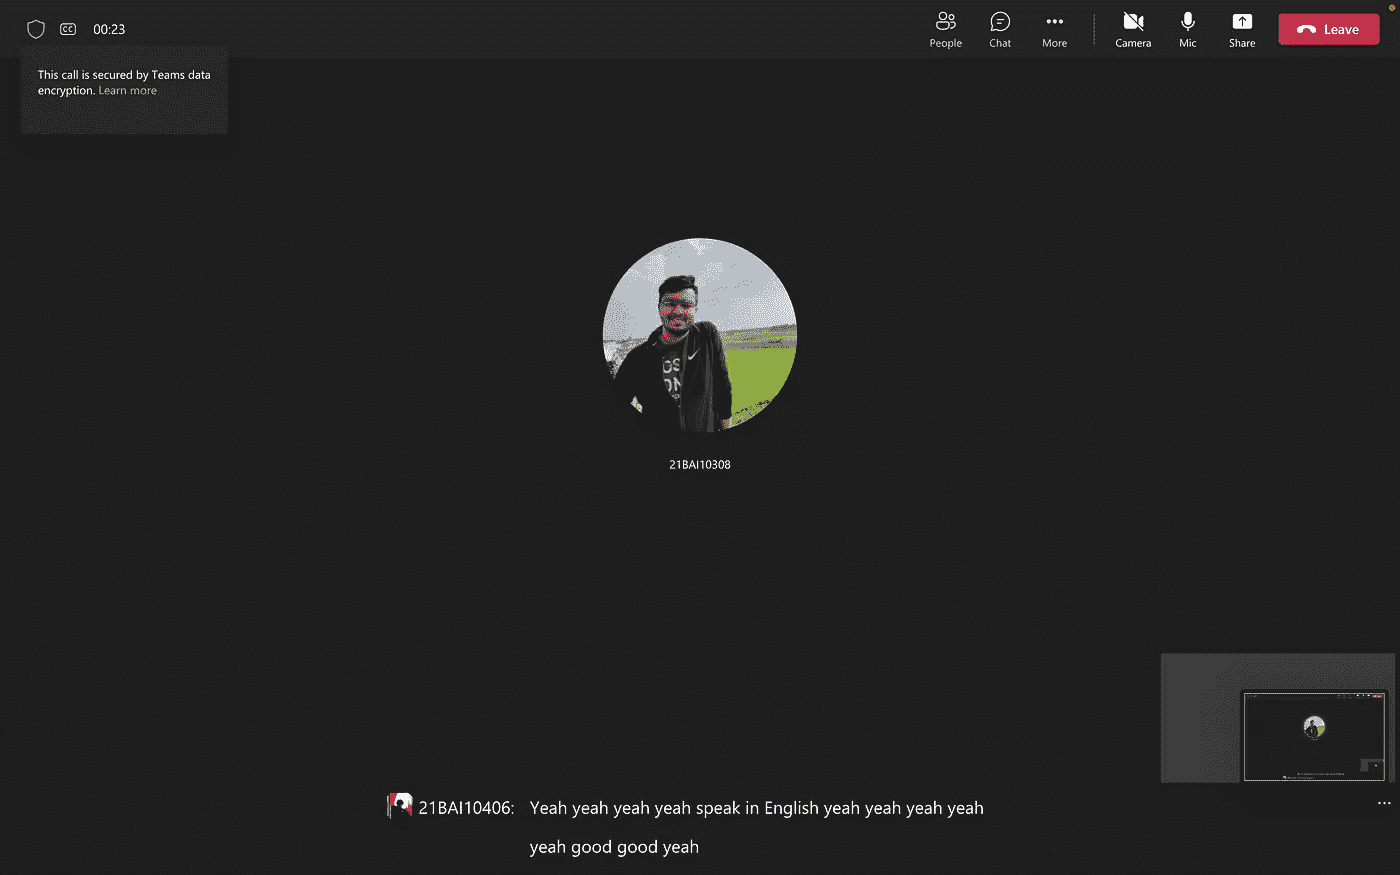 CC
00:23
People
Chat
More
Camera
Mic
Share
Leave
This call is secured by Teams data
encryption. Learn more
21BAI10308
21BAI10406: Yeah yeah yeah yeah speak in English yeah yeah yeah yeah
yeah good good yeah